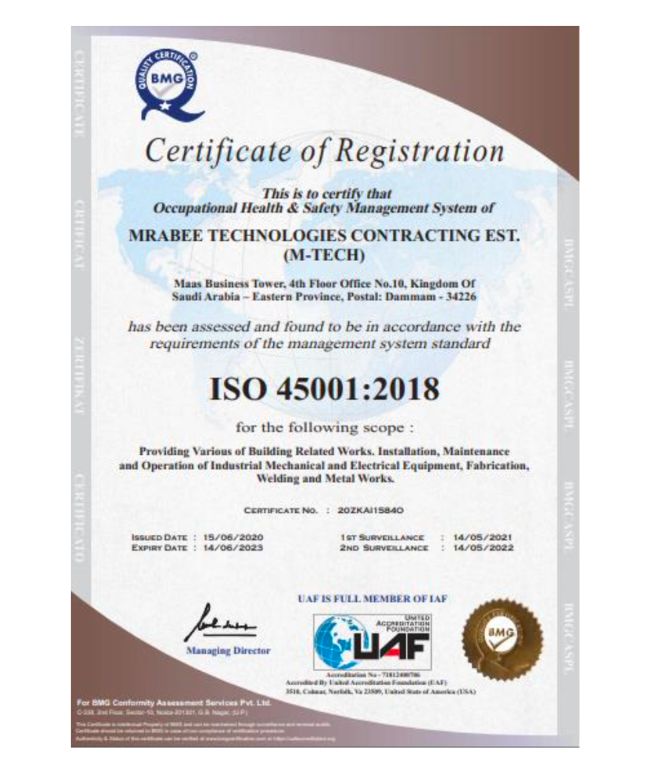 QUALITY CERTIFICATION
BMG
®
Certificate of Registration
This is to certify that
Occupational Health & Safety Management System of
MRABEE TECHNOLOGIES CONTRACTING EST.
(M-TECH)
Maas Business Tower, 4th Floor Office No.10, Kingdom Of
Saudi Arabia – Eastern Province, Postal: Dammam - 34226
has been assessed and found to be in accordance with the
requirements of the management system standard
ISO 45001:2018
for the following scope :
Providing Various of Building Related Works. Installation, Maintenance
and Operation of Industrial Mechanical and Electrical Equipment, Fabrication,
Welding and Metal Works.
CERTIFICATE No. : 20ZKAI1584O
ISSUED DATE : 15/06/2020 1ST SURVEILLANCE : 14/05/2021
EXPIRY DATE : 14/06/2023 2ND SURVEILLANCE : 14/05/2022
UAF IS FULL MEMBER OF IAF
UNITED
ACCREDITATION
FOUNDATION
UAF
BMG
Managing Director
Accreditation No - 71812400706
Accredited By United Accreditation Foundation (UAF)
3510, Colmar, Norfolk, Va 23509, United State of America (USA)
For BMG Conformity Assessment Services Pvt. Ltd.
2nd Floor, Sector-10, Noida-201301, G.B. Nagar, (U.P)
CERTIFICATE
CRTIFICAT
ZERTIFIKAT
CERTIFICATO
BMGCASPL
BMGCASPL
BMGCASPL
BMGCASPL